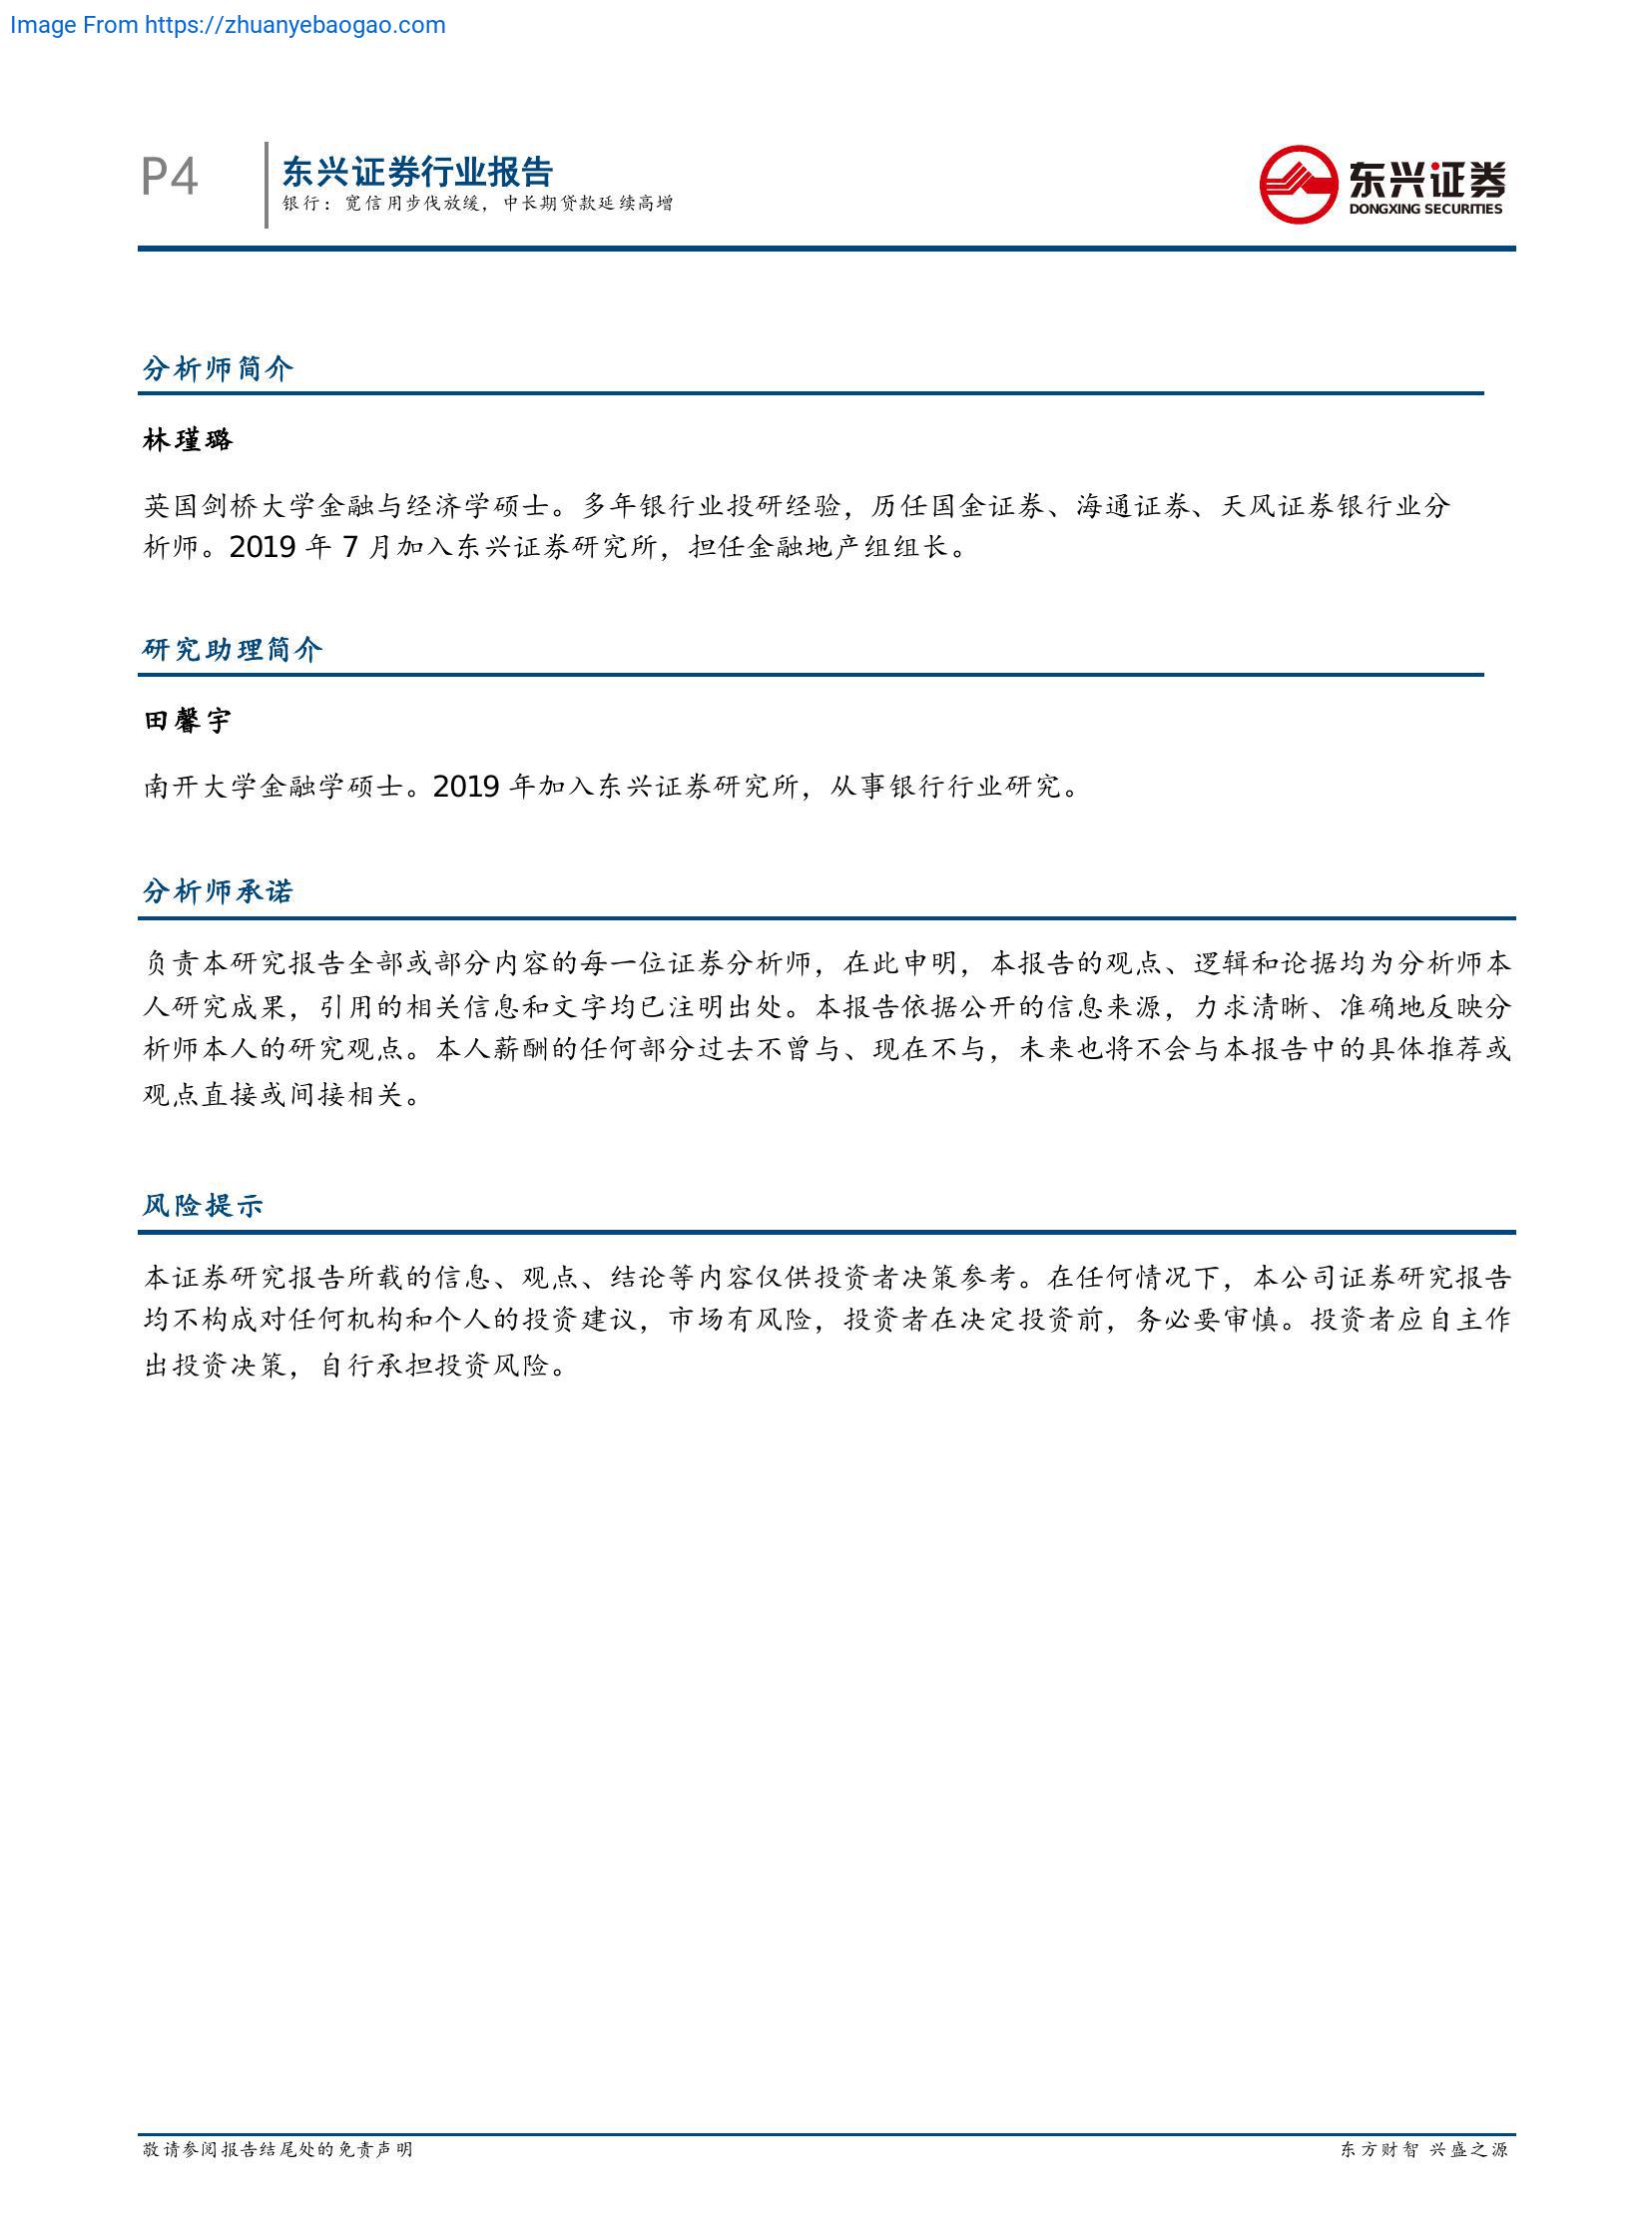 Image From https://zhuanyebaogao.com
P4
东兴证券行业报告
银行：宽信用步伐放缓，中长期贷款延续高增
东兴证券
DONGXING SECURITIES
分析师简介
林瑾璐
英国剑桥大学金融与经济学硕士。多年银行业投研经验，历任国金证券、海通证券、天风证券银行业分
析师。2019 年 7 月加入东兴证券研究所，担任金融地产组组长。
研究助理简介
田馨宇
南开大学金融学硕士。2019 年加入东兴证券研究所，从事银行行业研究。
分析师承诺
负责本研究报告全部或部分内容的每一位证券分析师，在此申明，本报告的观点、逻辑和论据均为分析师本
人研究成果，引用的相关信息和文字均已注明出处。本报告依据公开的信息来源，力求清晰、准确地反映分
析师本人的研究观点。本人薪酬的任何部分过去不曾与、现在不与，未来也将不会与本报告中的具体推荐或
观点直接或间接相关。
风险提示
本证券研究报告所载的信息、观点、结论等内容仅供投资者决策参考。在任何情况下，本公司证券研究报告
均不构成对任何机构和个人的投资建议，市场有风险，投资者在决定投资前，务必要审慎。投资者应自主作
出投资决策，自行承担投资风险。
敬请参阅报告结尾处的免责声明
东方财智 兴盛之源